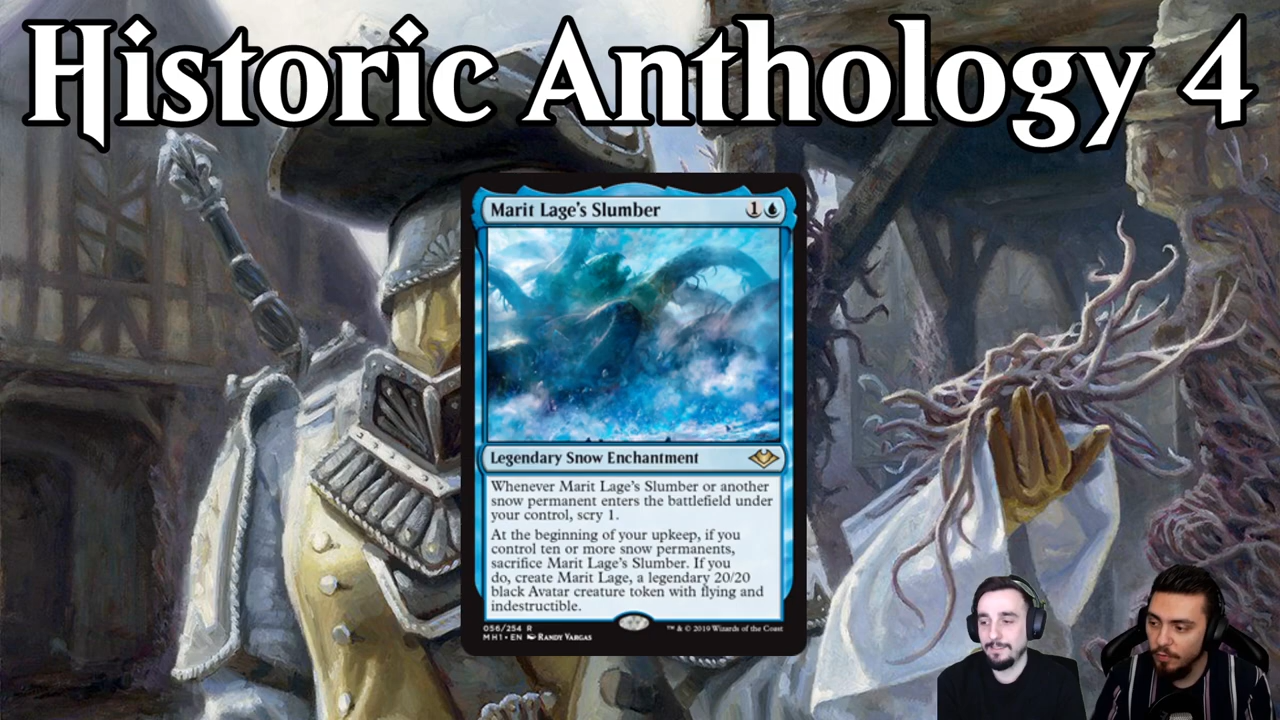 Historic Anthology 4
Marit Lage's Slumber 1
Legendary Snow Enchantment
Whenever Marit Lage's Slumber or another
snow permanent enters the battlefield under
your control, scry 1.
At the beginning of your upkeep, if you
control ten or more snow permanents,
sacrifice Marit Lage's Slumber. If you
do, create Marit Lage, a legendary 20/20
black Avatar creature token with flying and
indestructible.
056/254 R
MH1 • EN Randy Vargas
™ & © 2019 Wizards of the Coast